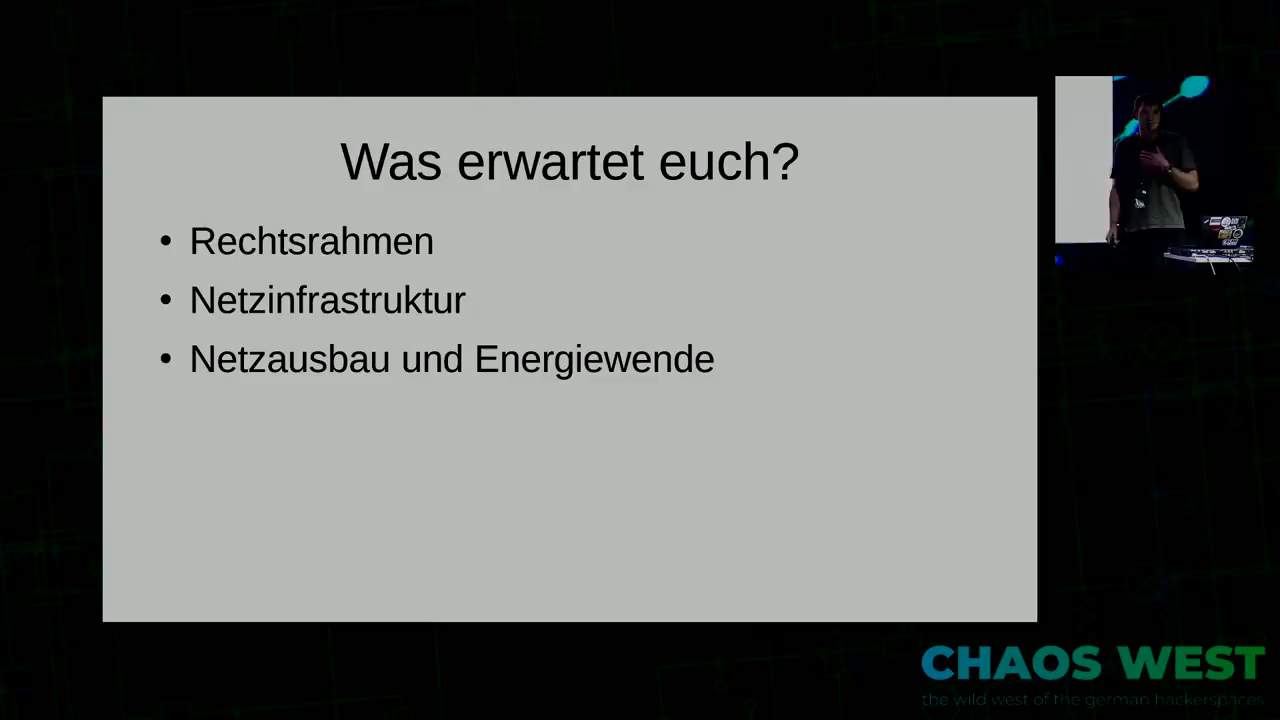 Was erwartet euch?
• Rechtsrahmen
• Netzinfrastruktur
• Netzausbau und Energiewende
CHAOS WEST
the wild west of the german hackerspaces